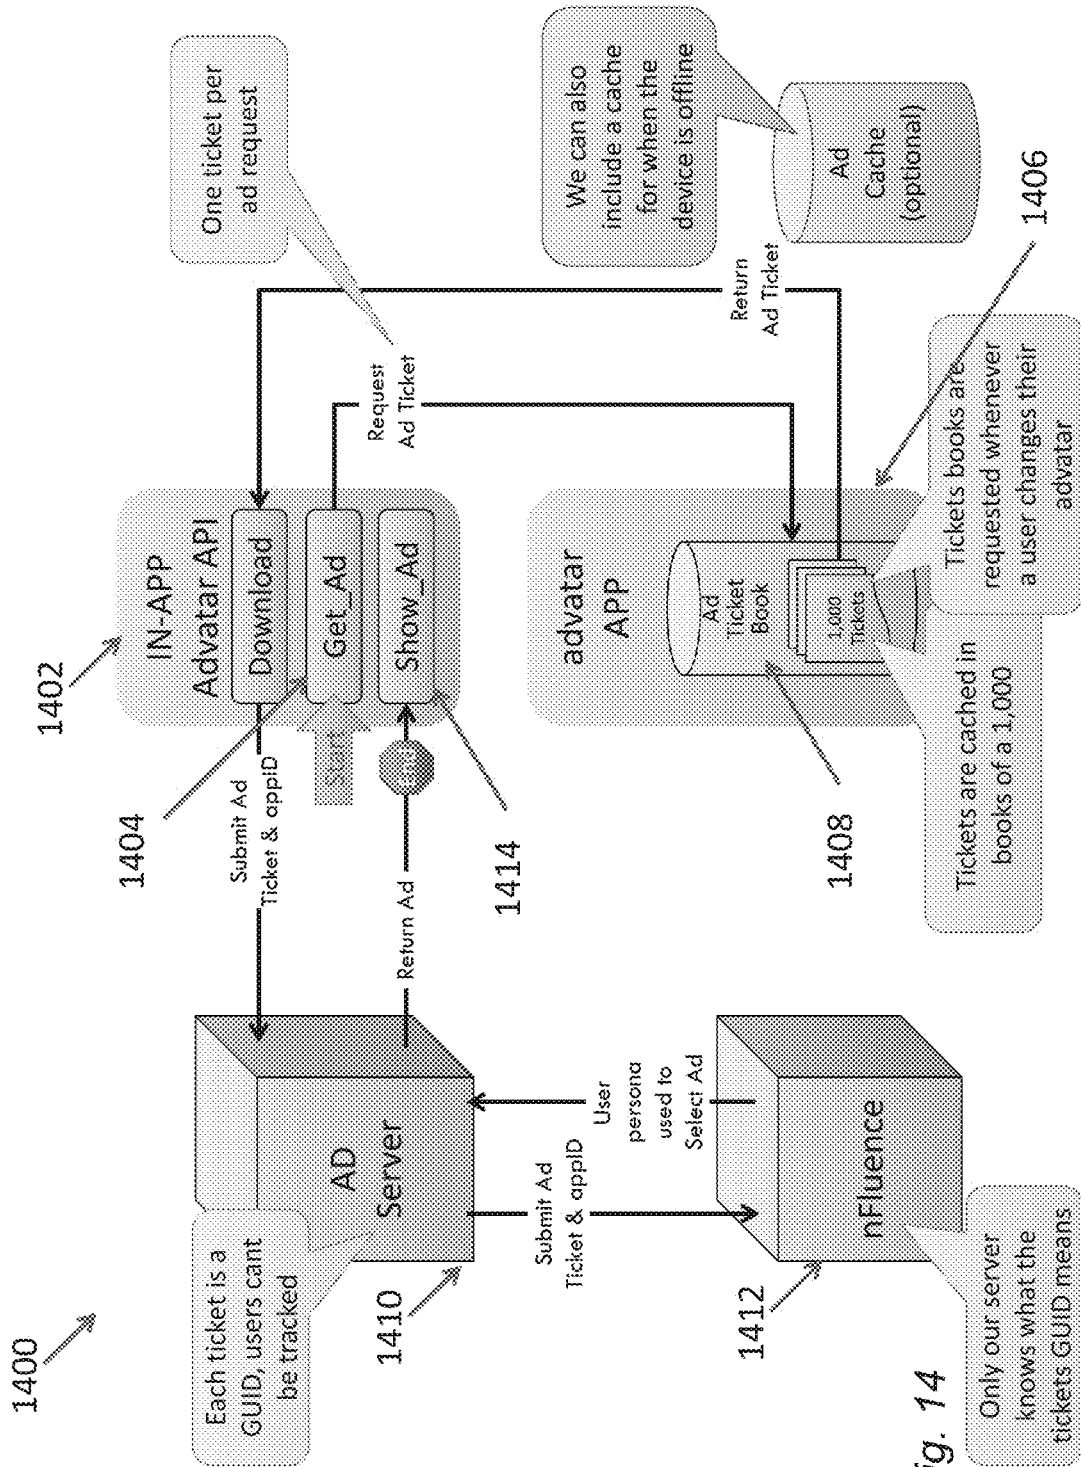 1400
1402
IN-APP
Advatar API
Download
Get_Ad
Show_Ad
Start
1404
1414
One ticket per
ad request
Submit Ad
Ticket & appID
Return Ad
Request
Ad Ticket
Return
Ad Ticket
We can also
include a cache
for when the
device is offline
Ad
Cache
(optional)
1406
Each ticket is a
GUID, users cant
be tracked
AD
Server
1410
Submit Ad
Ticket & appID
User
persona
used to
Select Ad
nFluence
1412
Only our server
knows what the
tickets GUID means
advatar
APP
Ad
Ticket
Book
1,000
Tickets
1408
Tickets are cached in
books of a 1,000
Tickets books are
requested whenever
a user changes their
advatar
ig. 14